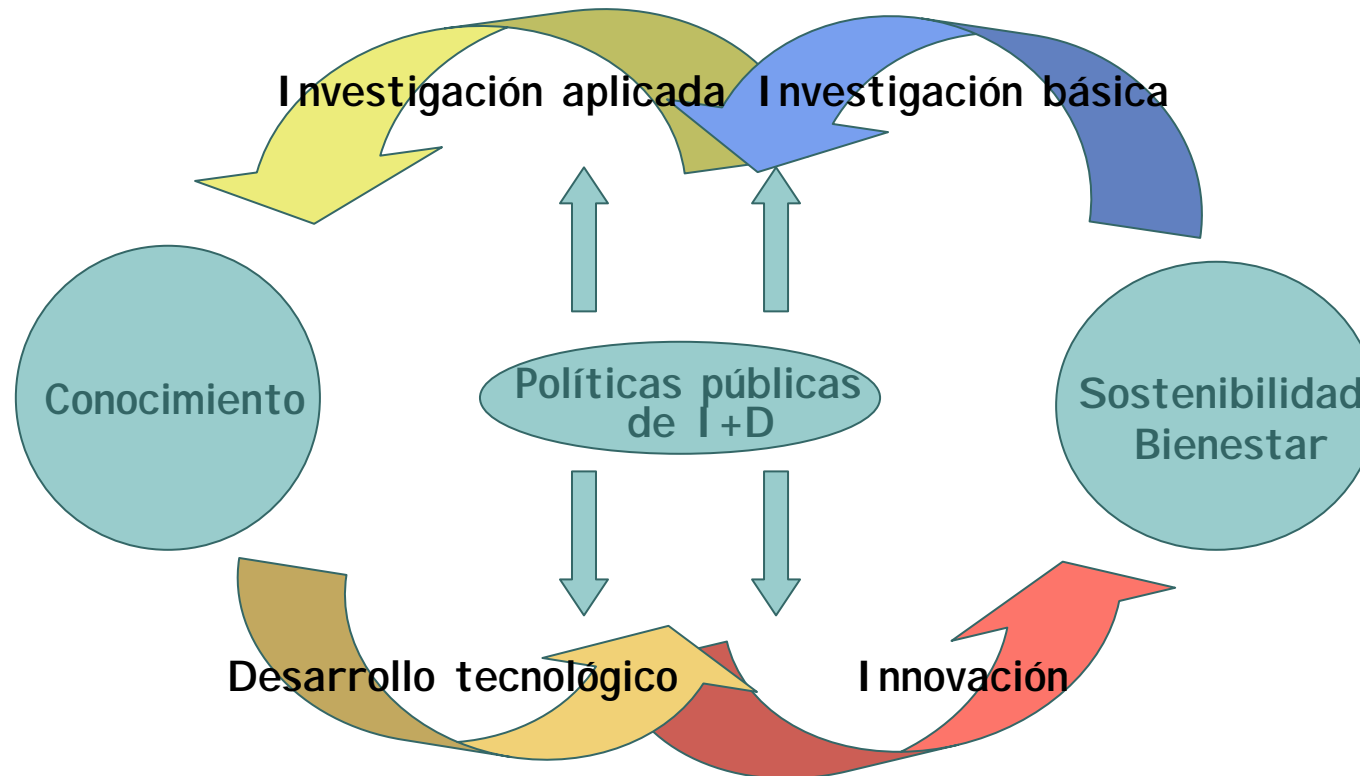 Investigación aplicada
Investigación básica
Conocimiento
Políticas públicas
de I+D
Sostenibilidad
Bienestar
Desarrollo tecnológico
Innovación